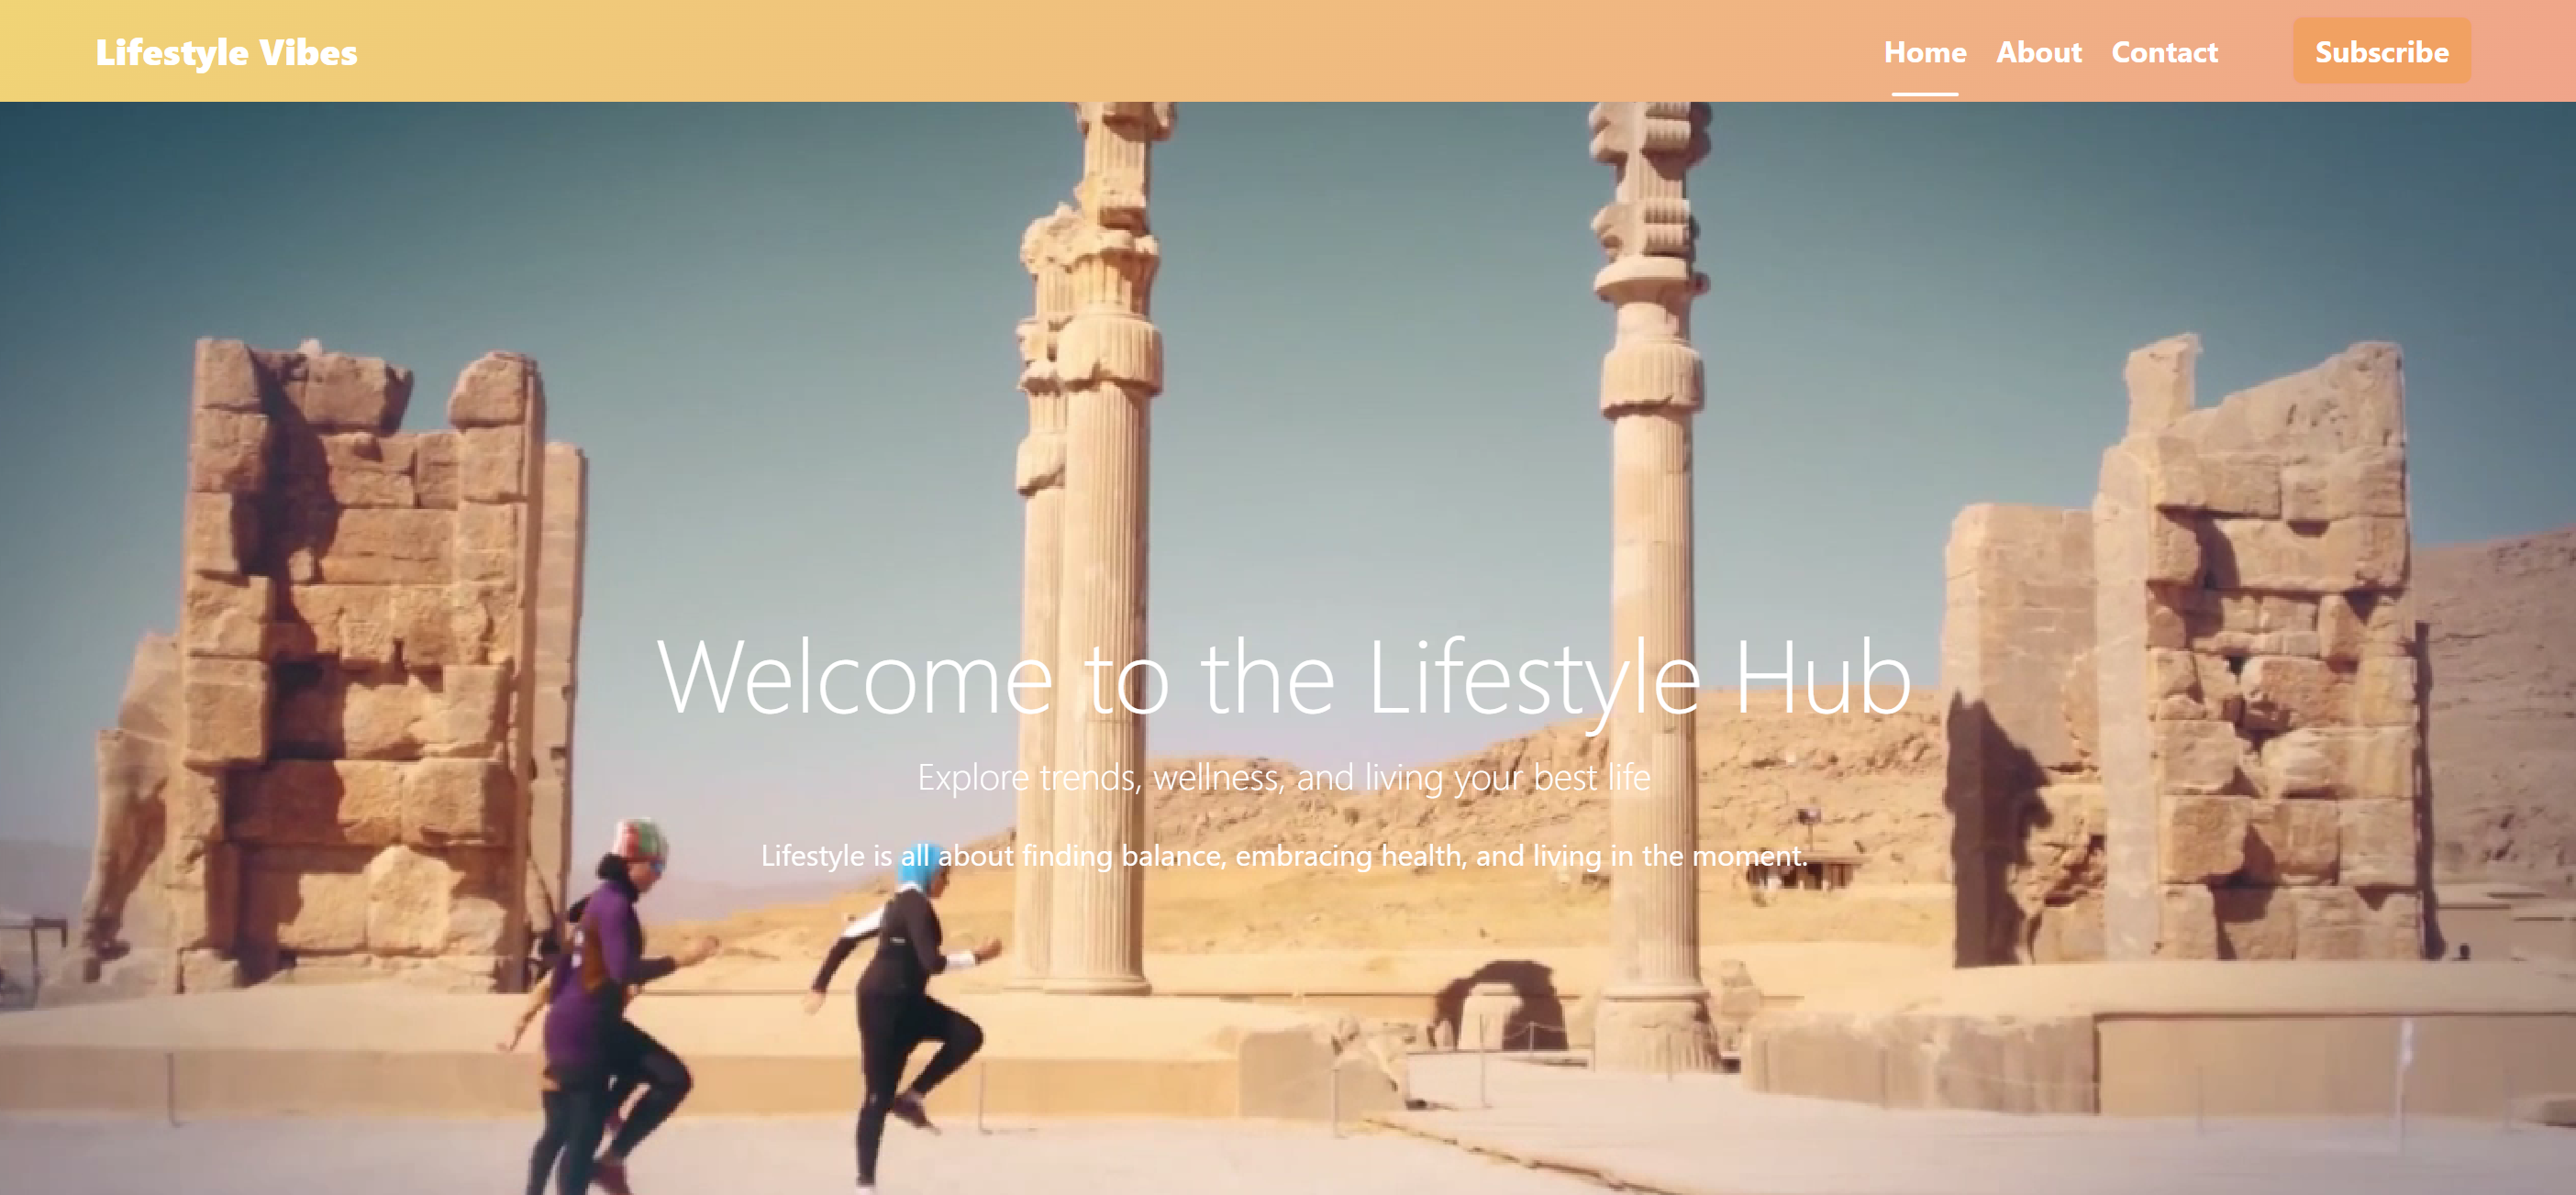 Lifestyle Vibes
Home About Contact Subscribe
Welcome to the Lifestyle Hub
Explore trends, wellness, and living your best life
Lifestyle is all about finding balance, embracing health, and living in the moment.